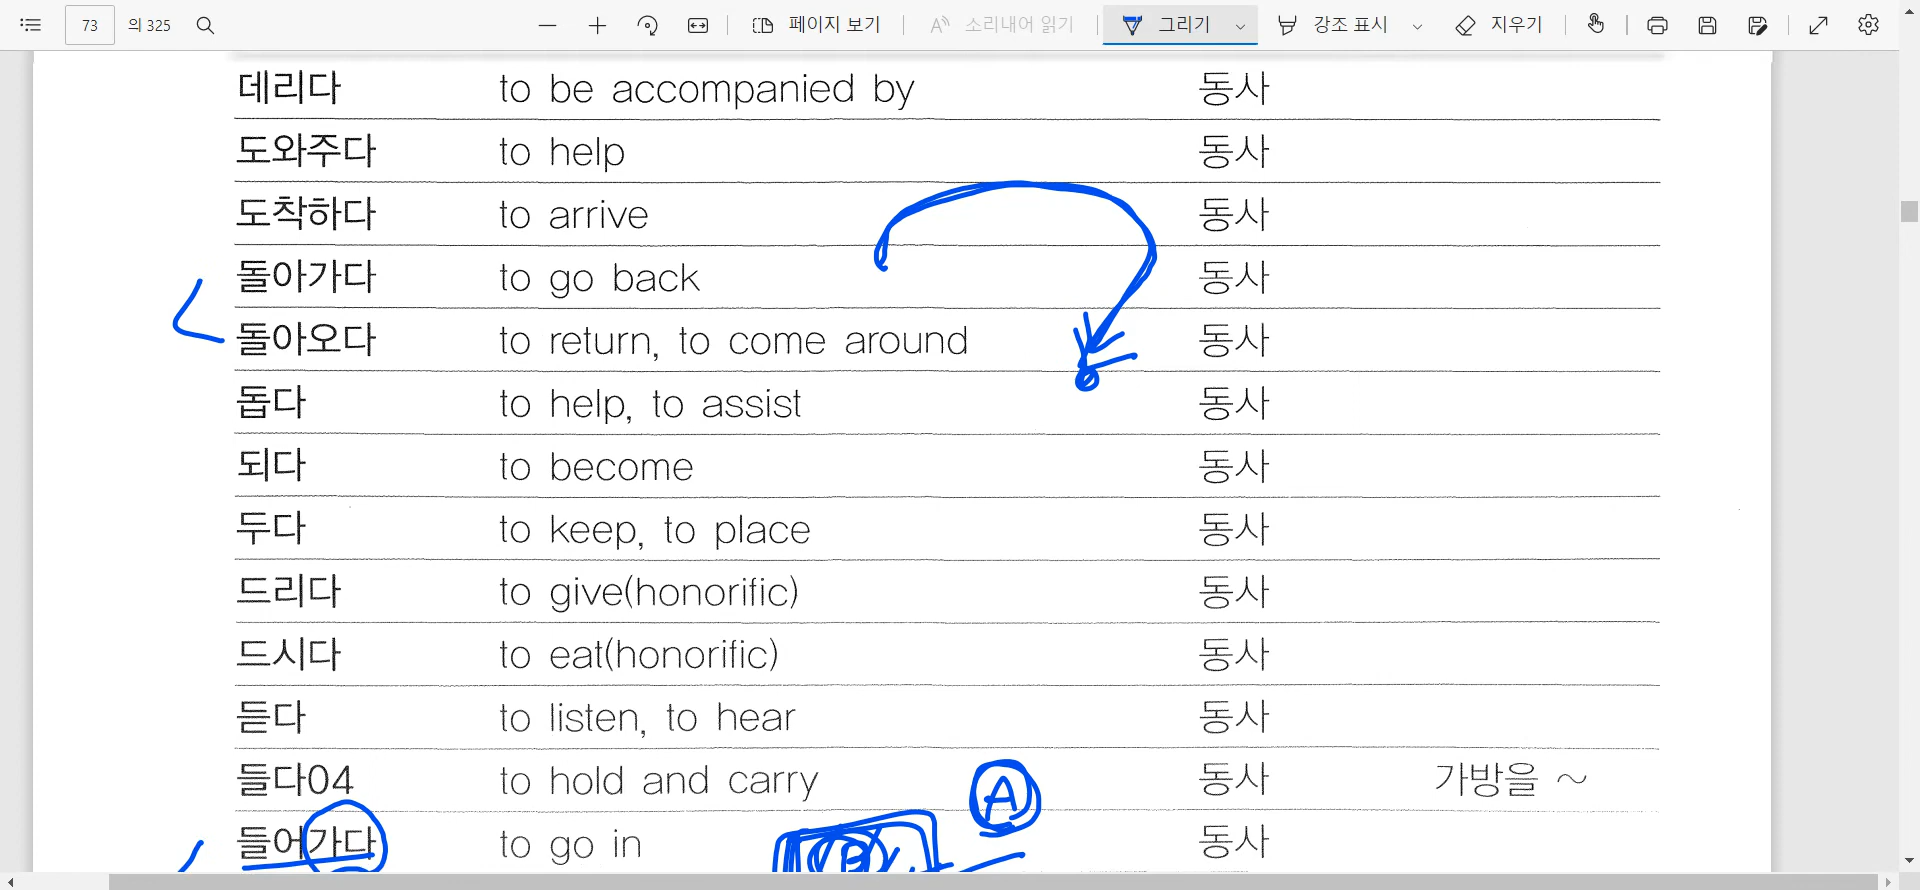 73 의 325 페이지 보기 소리내어 읽기 그리기 강조 표시 지우기
데리다 to be accompanied by 동사
도와주다 to help 동사
도착하다 to arrive 동사
돌아가다 to go back 동사
돌아오다 to return, to come around 동사
돕다 to help, to assist 동사
되다 to become 동사
두다 to keep, to place 동사
드리다 to give(honorific) 동사
드시다 to eat(honorific) 동사
듣다 to listen, to hear 동사
들다04 to hold and carry 동사 가방을 ~
A
들어가다 to go in 동사
B